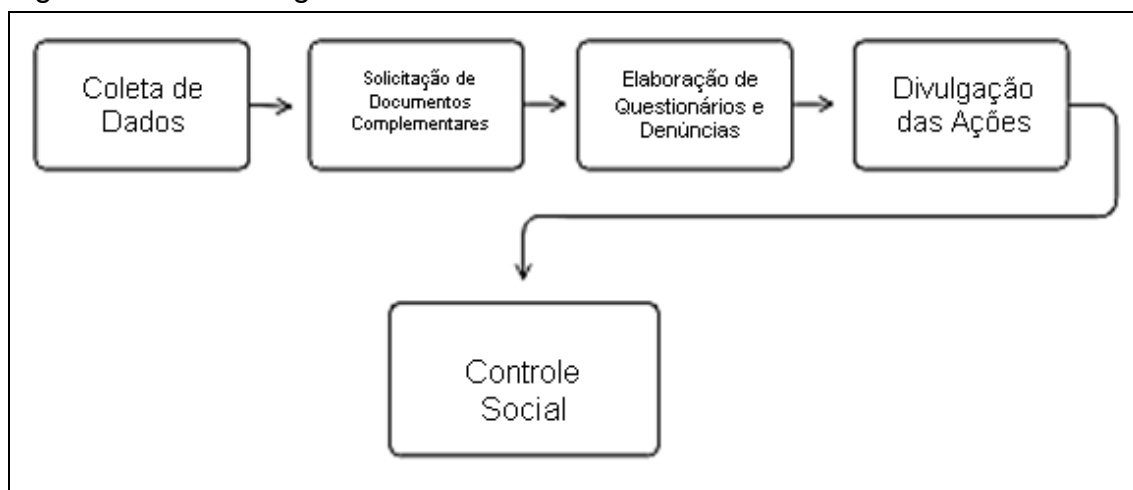 Coleta de
Dados
Solicitação de
Documentos
Complementares
Elaboração de
Questionários e
Denúncias
Divulgação
das Ações
Controle
Social